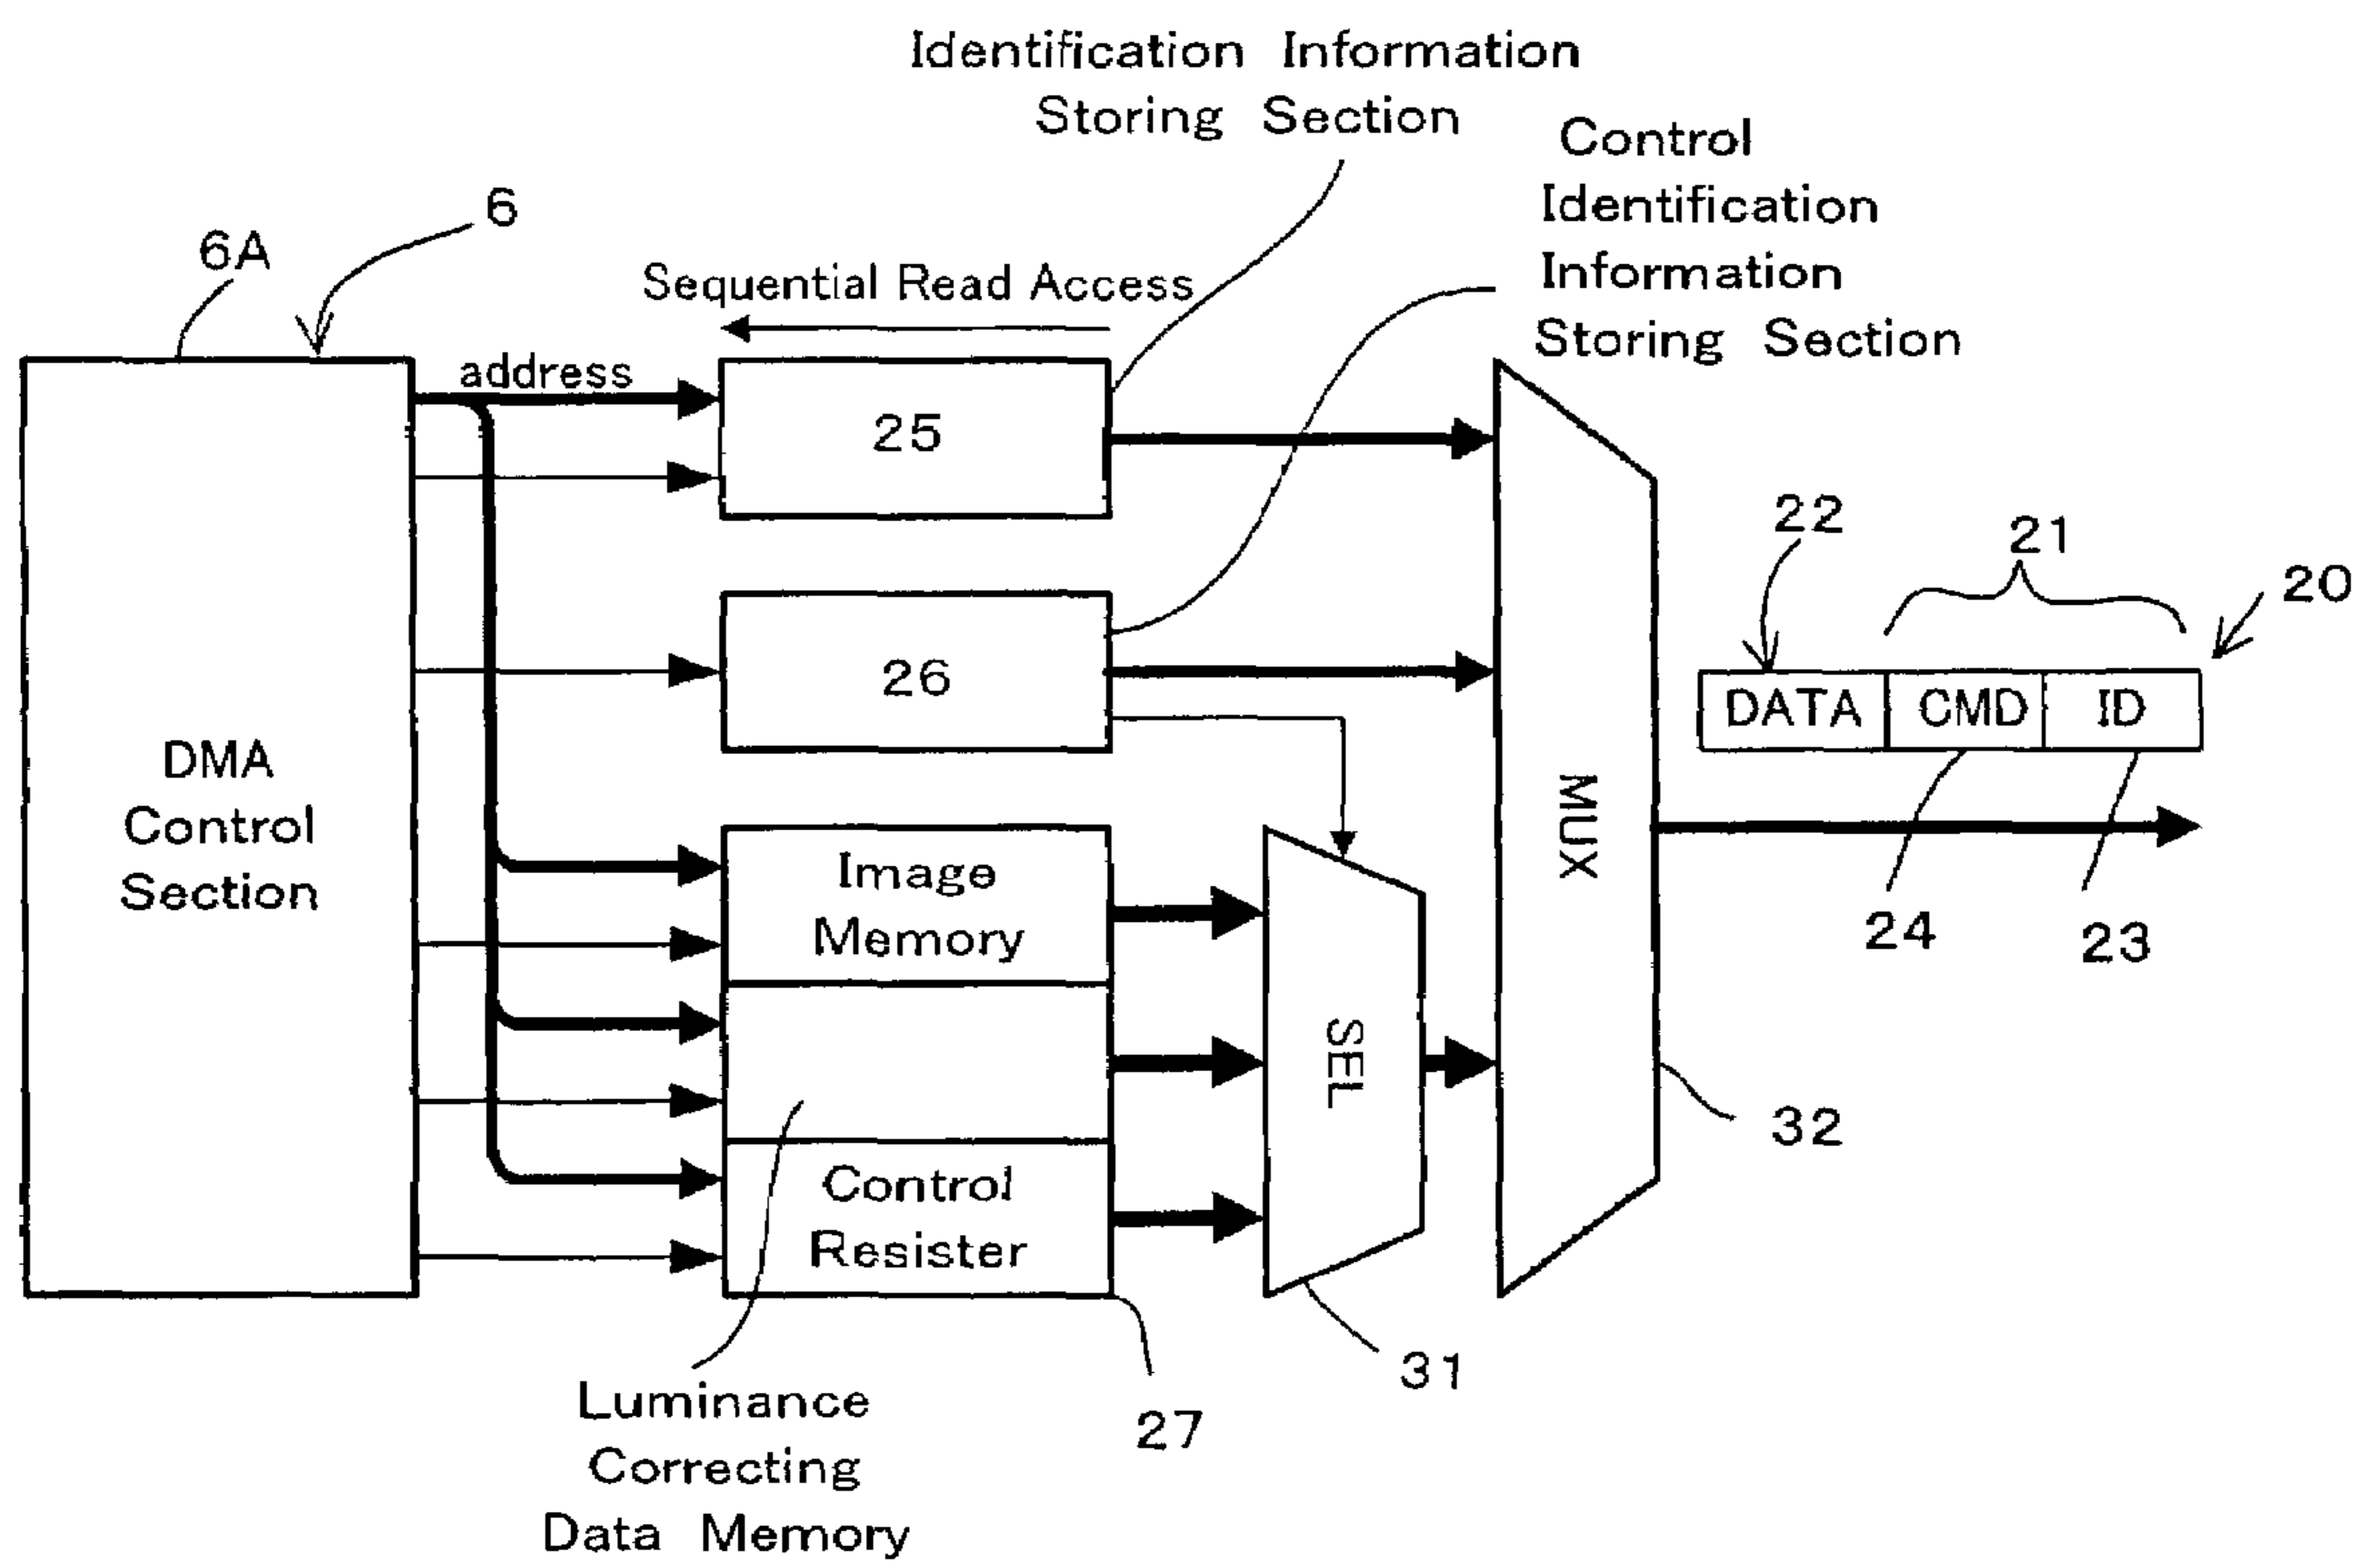 Identification Information
Storing Section
Control
Identification
Information
Storing Section
6
6A
Sequential Read Access
address
25
22
21
20
26
DATA CMD ID
DMA
Control
Section
MUX
Image
Memory
24
23
SEL
32
Control
Resister
31
27
Luminance
Correcting
Data Memory